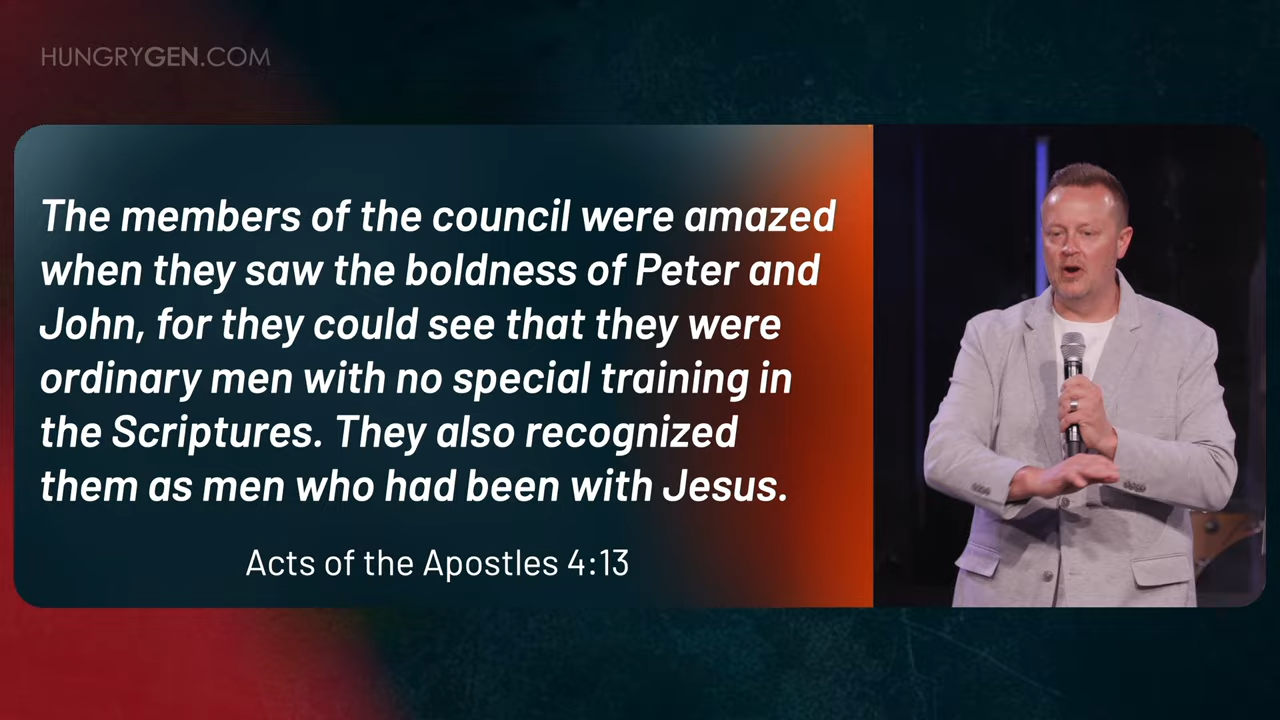 HUNGRYGEN.COM
The members of the council were amazed
when they saw the boldness of Peter and
John, for they could see that they were
ordinary men with no special training in
the Scriptures. They also recognized
them as men who had been with Jesus.
Acts of the Apostles 4:13